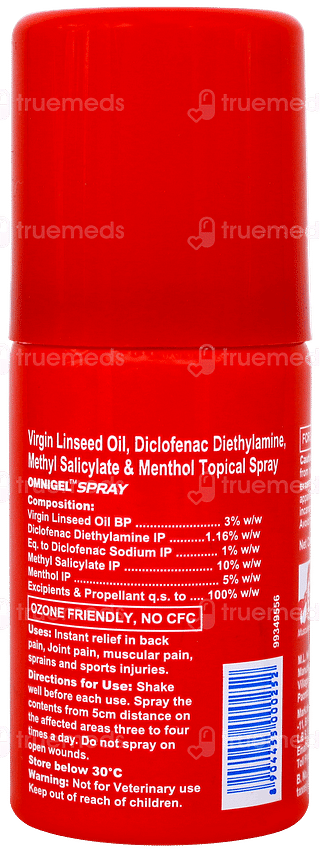 truemeds
truemeds
truemeds
truemeds
Virgin Linseed Oil, Diclofenac Diethylamine,
Methyl Salicylate & Menthol Topical Spray
OMNIGEL™ SPRAY
Composition:
Virgin Linseed Oil BP ................ 3% w/w
Diclofenac Diethylamine IP .........1.16% w/w
Eq. to Diclofenac Sodium IP ........ 1% w/w
Methyl Salicylate IP .................. 10% w/w
Menthol IP ............................... 5% w/w
Excipients & Propellant q.s. to .... 100% w/w
OZONE FRIENDLY, NO CFC
Uses: Instant relief in back
pain, Joint pain, muscular pain,
sprains and sports injuries.
Directions for Use: Shake
well before each use. Spray the
contents from 5cm distance on
the affected areas three to four
times a day. Do not spray on
open wounds.
Store below 30°C
Warning: Not for Veterinary use
Keep out of reach of children.
99349556
8904455000252